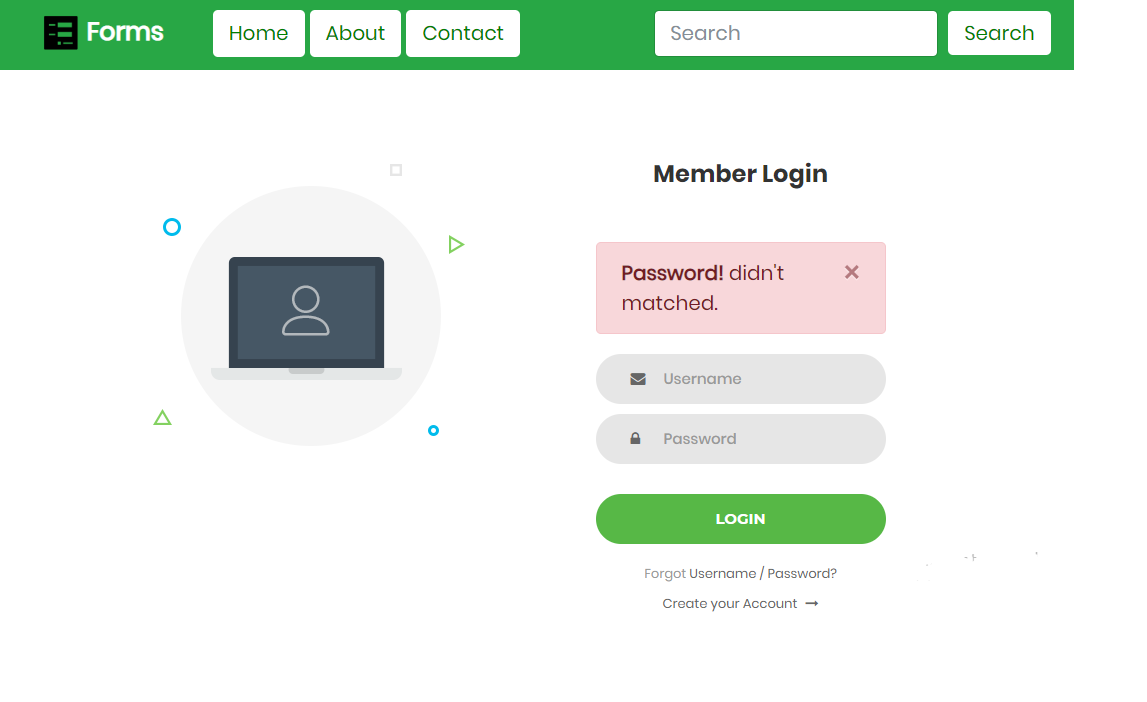 Forms Home About Contact Search Search
Member Login
Password! didn't
matched.
×
Username
Password
LOGIN
Forgot Username / Password?
Create your Account →